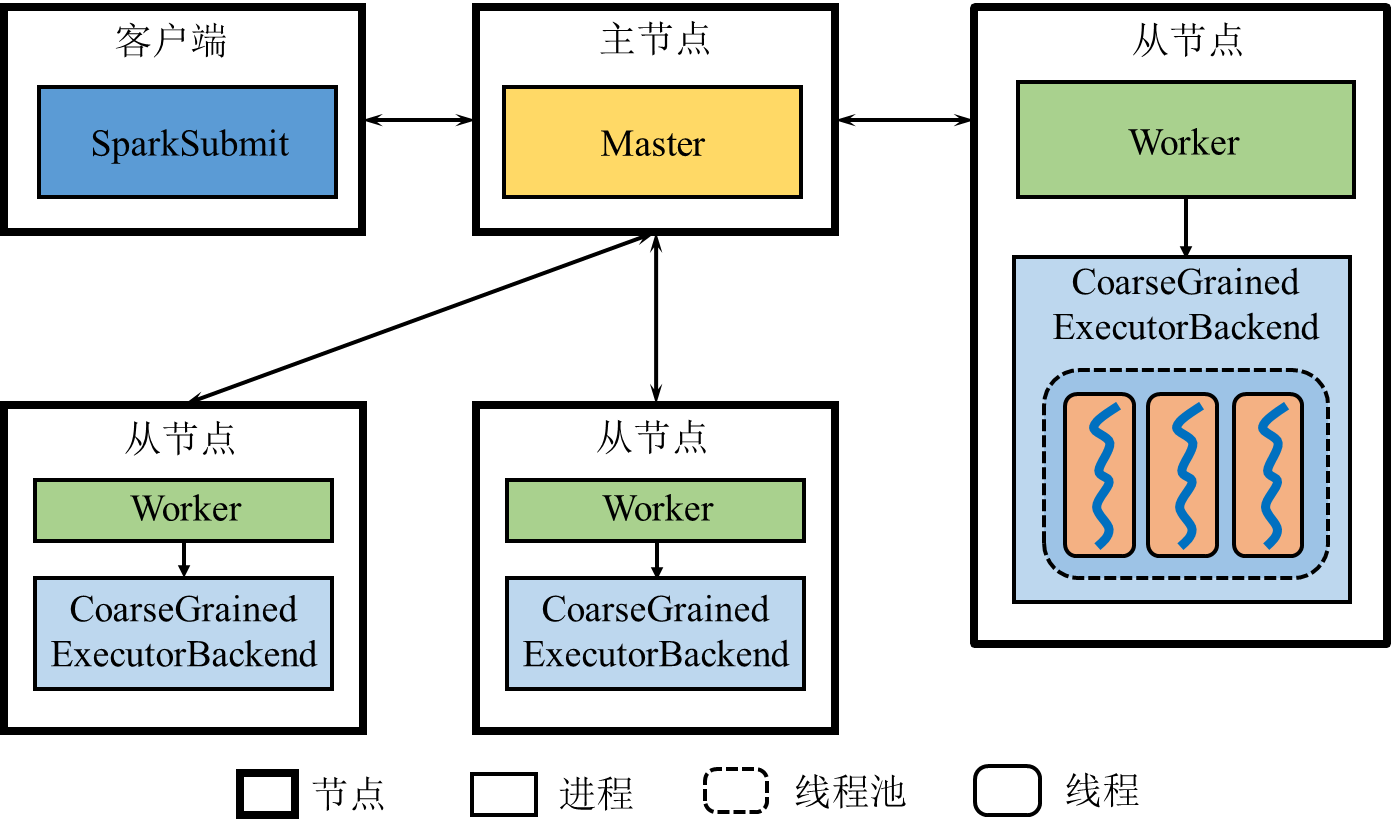 客户端
SparkSubmit
主节点
Master
从节点
Worker
CoarseGrained
ExecutorBackend
从节点
Worker
CoarseGrained
ExecutorBackend
从节点
Worker
CoarseGrained
ExecutorBackend
节点
进程
线程池
线程